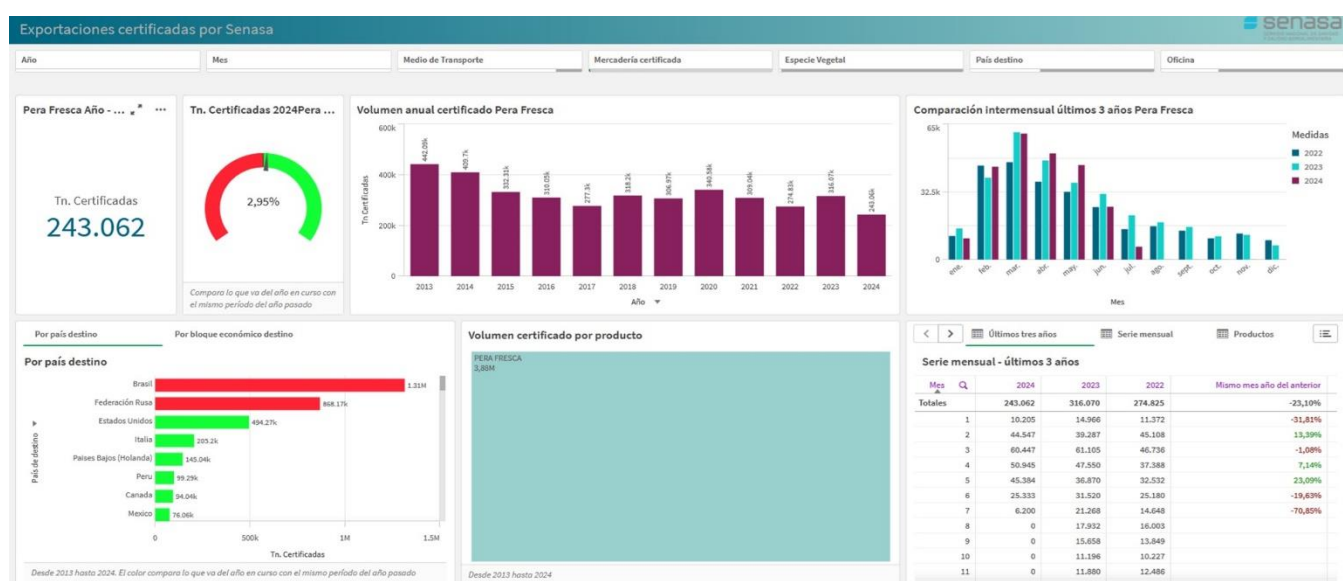 Exportaciones certificadas por Senasa
senasa
Año
Mes
Medio de Transporte
Mercadería certificada
Especie Vegetal
País destino
Oficina
Pera Fresca Año - ...
Tn. Certificadas
243.062
Tn. Certificadas 2024Pera ...
2,95%
Compara lo que va del año en curso con
el mismo período del año pasado
Volumen anual certificado Pera Fresca
Tn Certificadas
600k
400k
200k
0
442.09k
409.7k
332.31k
310.05k
277.3k
318.2k
306.97k
340.58k
309.04k
274.83k
316.07k
243.06k
2013 2014 2015 2016 2017 2018 2019 2020 2021 2022 2023 2024
Año
Comparación intermensual últimos 3 años Pera Fresca
65k
32.5k
0
ene. feb. mar. abr. may. jun. jul. ago. sept. oct. nov. dic.
Mes
Medidas
2022
2023
2024
Por país destino
Por bloque económico destino
Por país destino
País de destino
Brasil 1.31M
Federación Rusa 868.17k
Estados Unidos 494.27k
Italia 203.2k
Paises Bajos (Holanda) 145.04k
Peru 99.29k
Canada 94.04k
Mexico 76.06k
0 500k 1M 1.5M
Tn. Certificadas
Desde 2013 hasta 2024. El color compara lo que va del año en curso con el mismo período del año pasado
Volumen certificado por producto
PERA FRESCA
3,88M
Desde 2013 hasta 2024
Últimos tres años
Serie mensual
Productos
Serie mensual - últimos 3 años
Mes 2024 2023 2022 Mismo mes año del anterior
Totales 243.062 316.070 274.825 -23,10%
1 10.205 14.966 11.372 -31,81%
2 44.547 39.287 45.108 13,39%
3 60.447 61.105 46.736 -1,08%
4 50.945 47.550 37.388 7,14%
5 45.384 36.870 32.532 23,09%
6 25.333 31.520 25.180 -19,63%
7 6.200 21.268 14.648 -70,85%
8 0 17.932 16.003
9 0 15.658 13.849
10 0 11.196 10.227
11 0 11.880 12.486